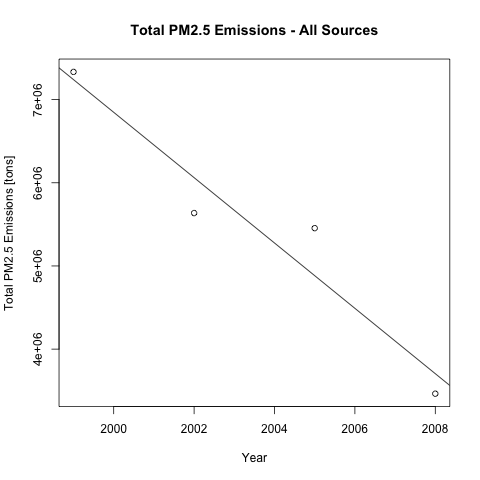 Total PM2.5 Emissions - All Sources
Total PM2.5 Emissions [tons]
7e+06
6e+06
5e+06
4e+06
2000 2002 2004 2006 2008
Year